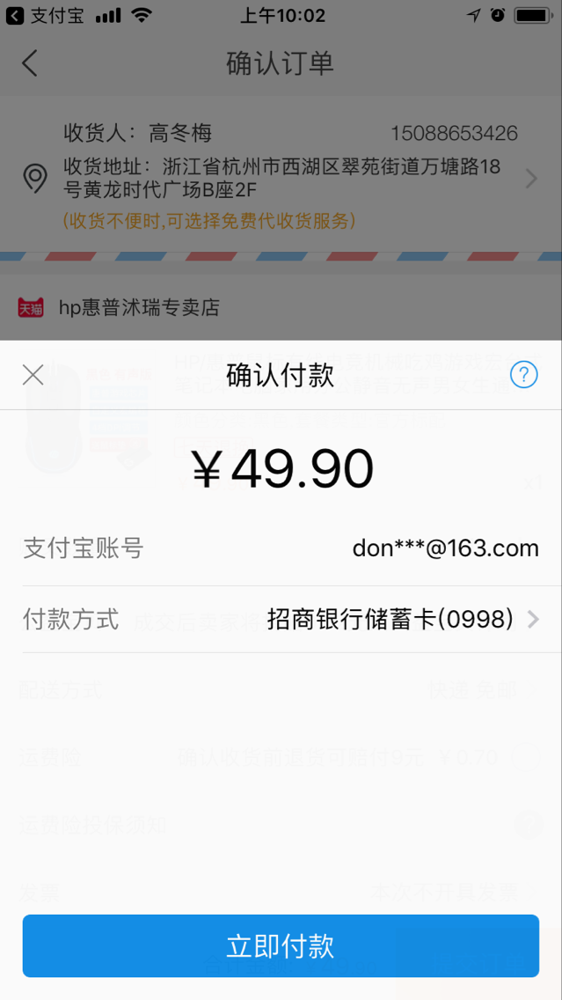 支付宝
上午10:02
确认订单
收货人：高冬梅
15088653426
收货地址：浙江省杭州市西湖区翠苑街道万塘路18
号黄龙时代广场B座2F
(收货不便时,可选择免费代收货服务)
天猫
hp惠普沭瑞专卖店
确认付款
?
￥49.90
支付宝账号
don***@163.com
付款方式
招商银行储蓄卡(0998)
配送方式
快递 免邮
运费险
确认收货前退货可赔付9元 ￥0.70
运费险投保须知
发票
本次不开具发票
立即付款